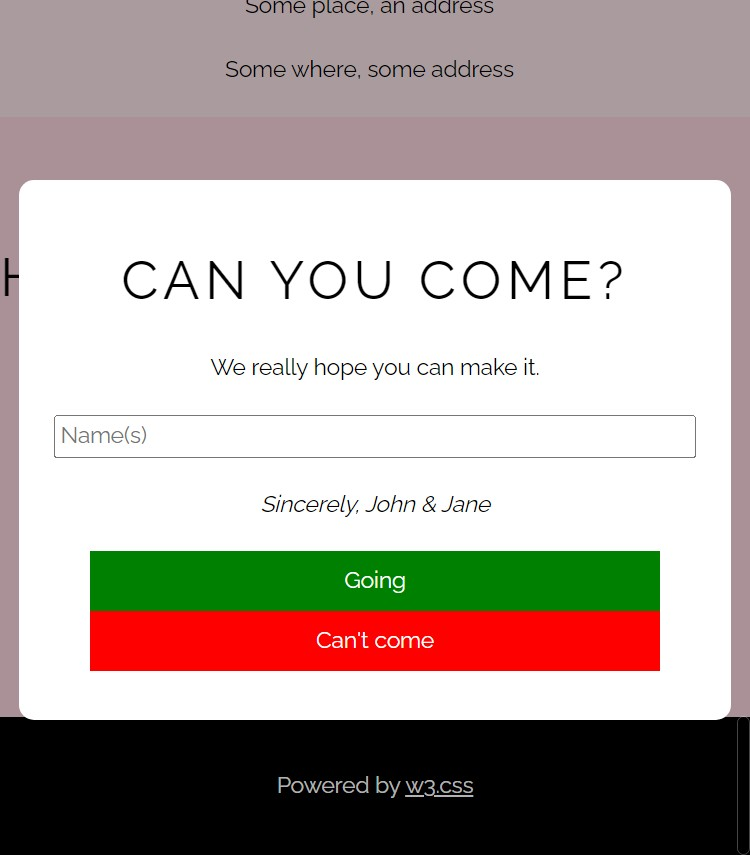 Some place, an address
Some where, some address
H
CAN YOU COME?
We really hope you can make it.
Name(s)
Sincerely, John & Jane
Going
Can't come
Powered by w3.css